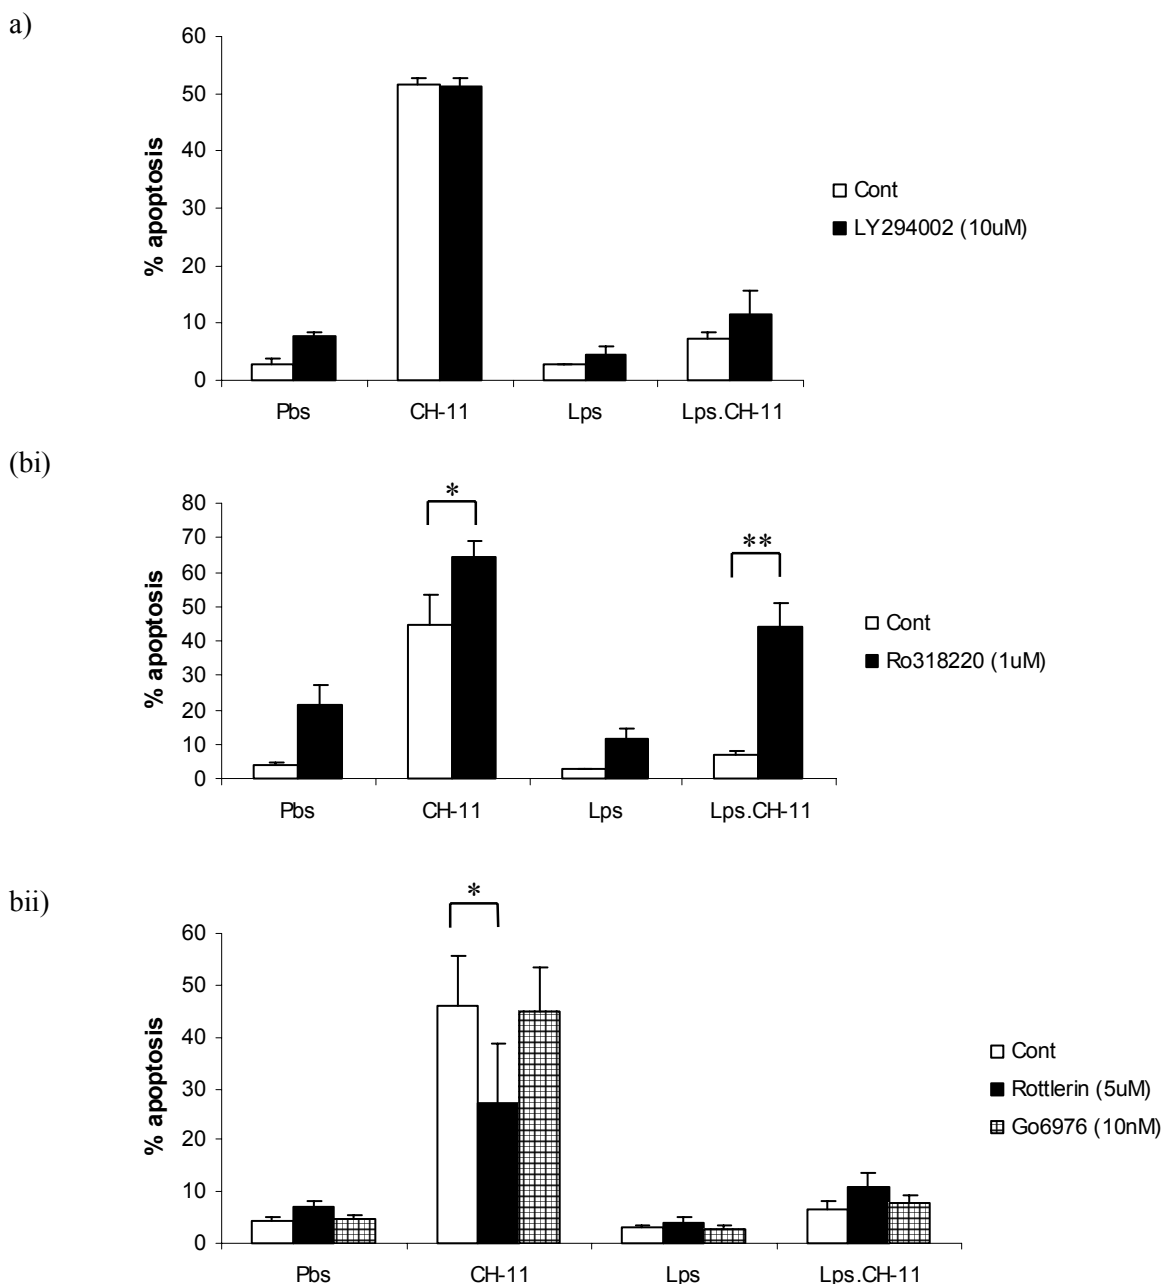 a)
60
50
40
30
20
10
0
% apoptosis
Pbs
CH-11
Lps
Lps.CH-11
Cont
LY294002 (10uM)
(bi)
80
70
60
50
40
30
20
10
0
% apoptosis
*
**
Pbs
CH-11
Lps
Lps.CH-11
Cont
Ro318220 (1uM)
bii)
60
50
40
30
20
10
0
% apoptosis
*
Pbs
CH-11
Lps
Lps.CH-11
Cont
Rottlerin (5uM)
Go6976 (10nM)